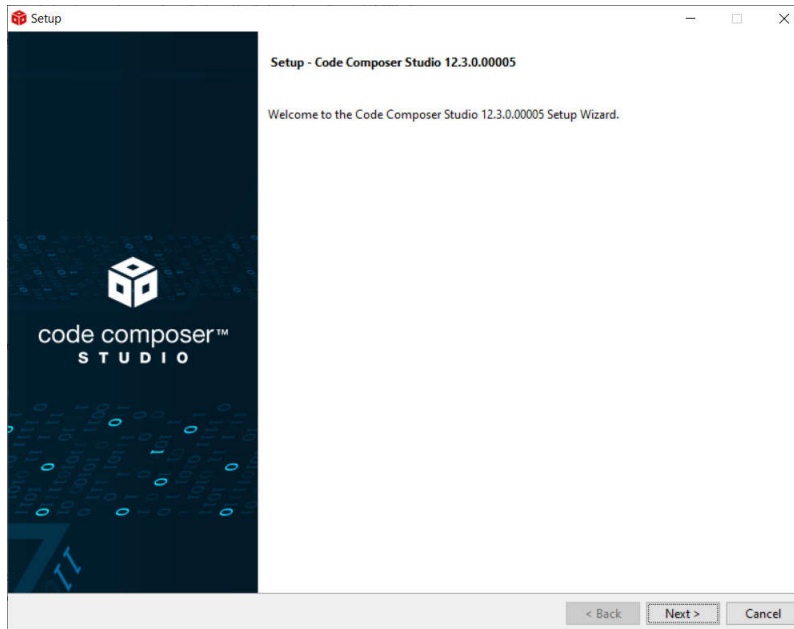 Setup
Setup - Code Composer Studio 12.3.0.00005
Welcome to the Code Composer Studio 12.3.0.00005 Setup Wizard.
code composer™
STUDIO
< Back
Next >
Cancel